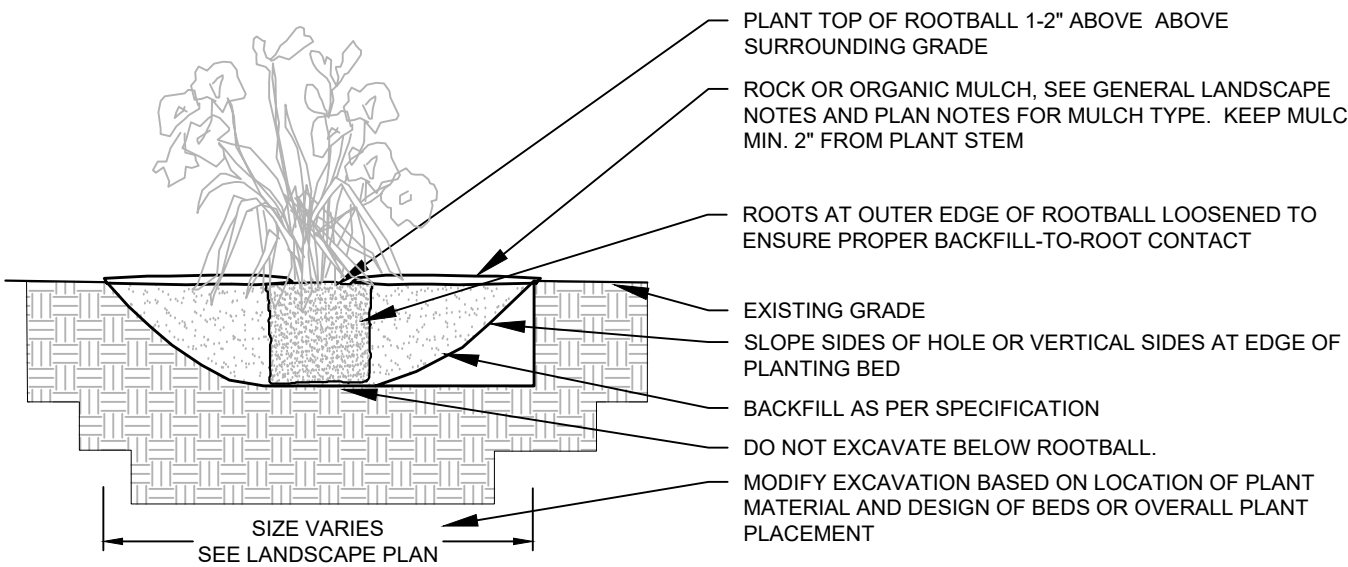 PLANT TOP OF ROOTBALL 1-2" ABOVE  ABOVE
SURROUNDING GRADE
ROCK OR ORGANIC MULCH, SEE GENERAL LANDSCAPE
NOTES AND PLAN NOTES FOR MULCH TYPE.  KEEP MULC
MIN. 2" FROM PLANT STEM
ROOTS AT OUTER EDGE OF ROOTBALL LOOSENED TO
ENSURE PROPER BACKFILL-TO-ROOT CONTACT
EXISTING GRADE
SLOPE SIDES OF HOLE OR VERTICAL SIDES AT EDGE OF
PLANTING BED
BACKFILL AS PER SPECIFICATION
DO NOT EXCAVATE BELOW ROOTBALL.
MODIFY EXCAVATION BASED ON LOCATION OF PLANT
MATERIAL AND DESIGN OF BEDS OR OVERALL PLANT
PLACEMENT
SIZE VARIES
SEE LANDSCAPE PLAN